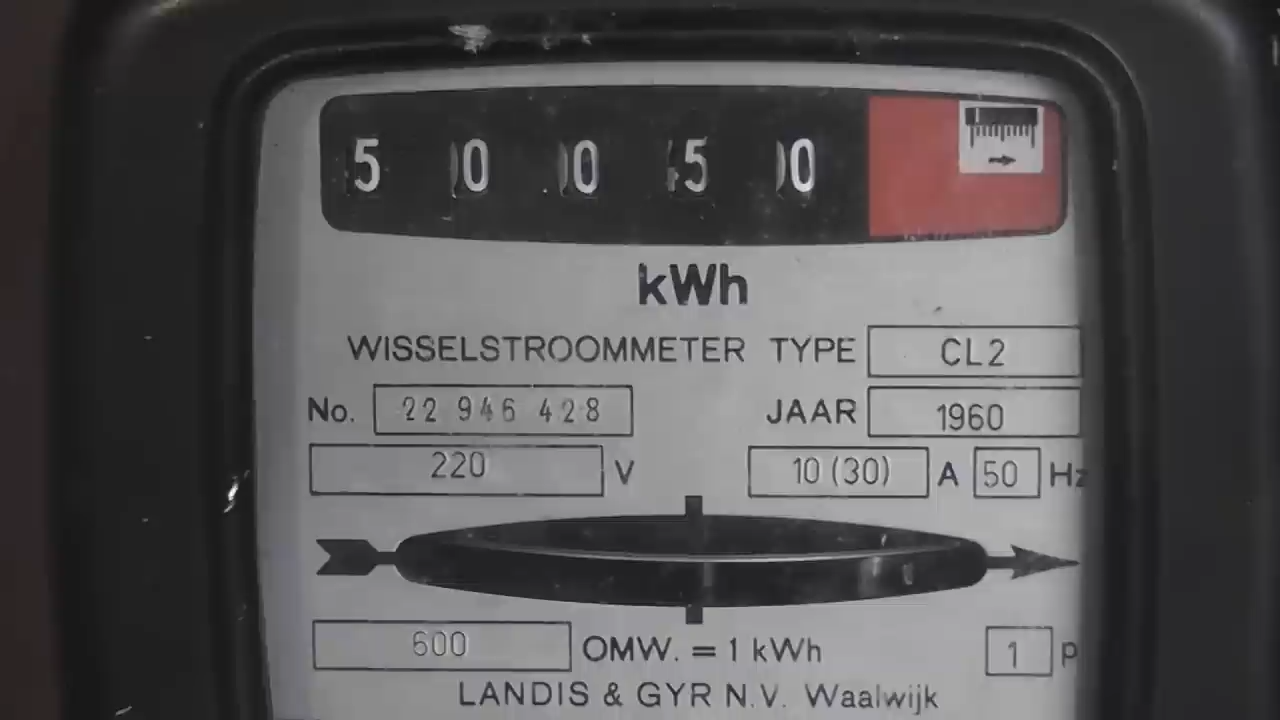 5 0 0 5 0
kWh
WISSELSTROOMMETER TYPE CL2
No. 22 946 428 JAAR 1960
220 V 10 (30) A 50 Hz
600 OMW. = 1 kWh 1 P
LANDIS & GYR N.V. Waalwijk